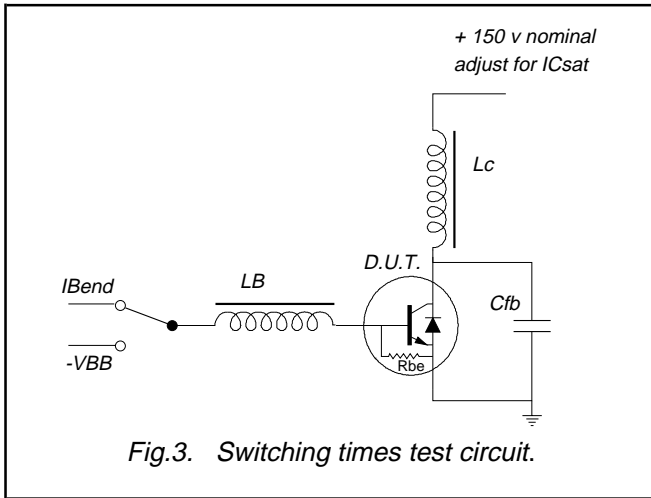 + 150 v nominal
adjust for ICsat
Lc
D.U.T.
LB
IBend
Cfb
-VBB
Rbe
Fig.3. Switching times test circuit.